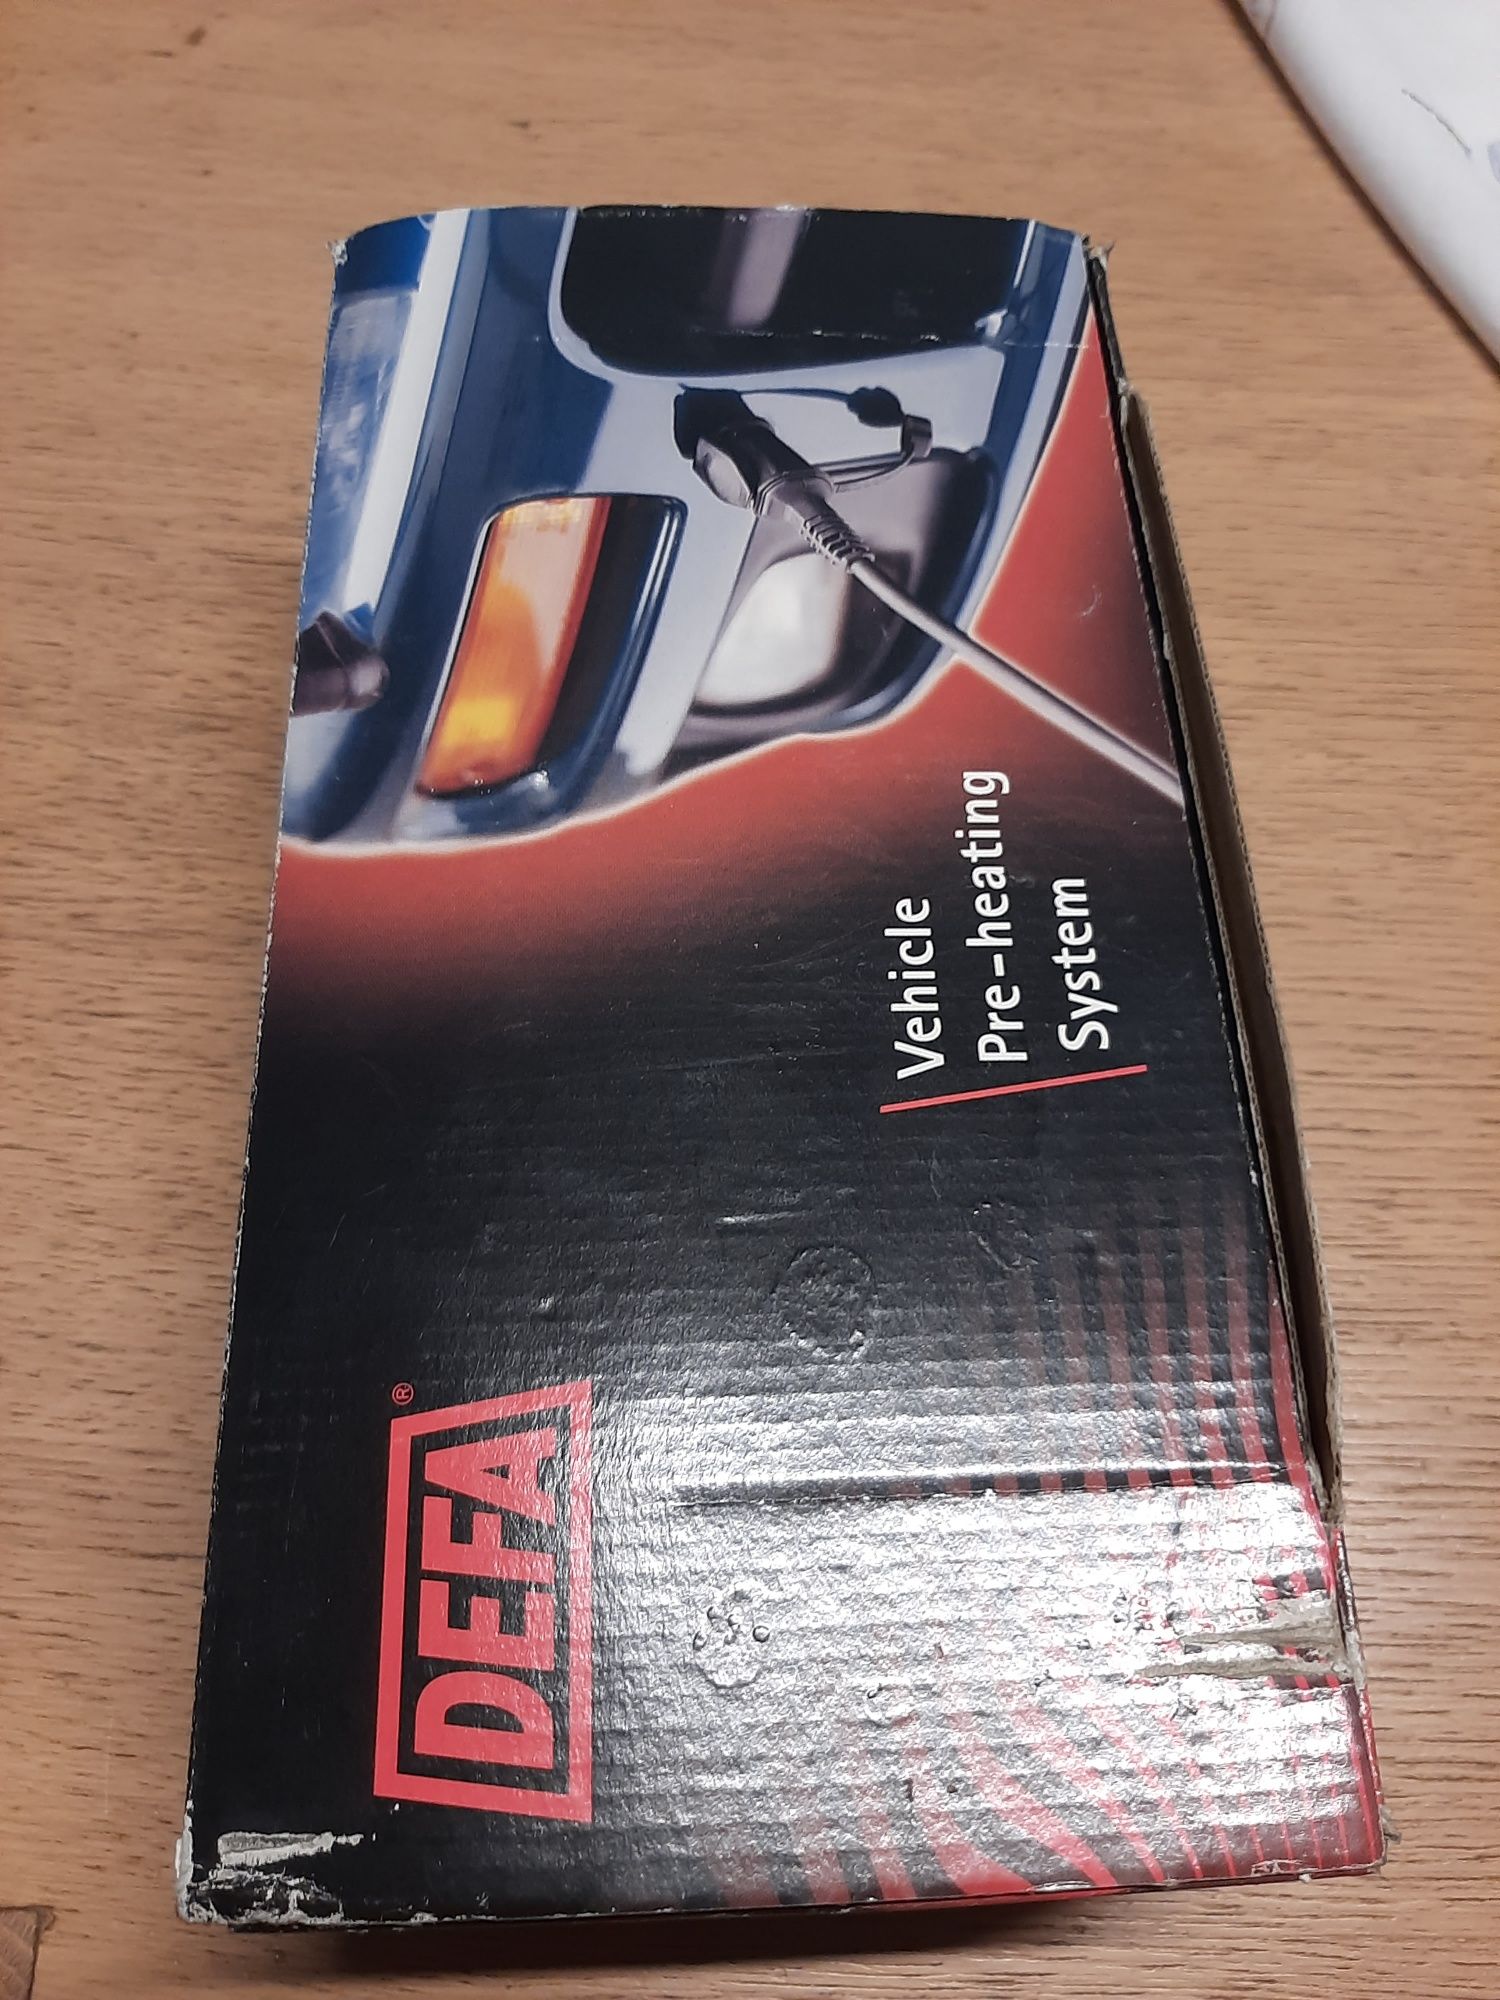 DEFA®
Vehicle
Pre-heating
System